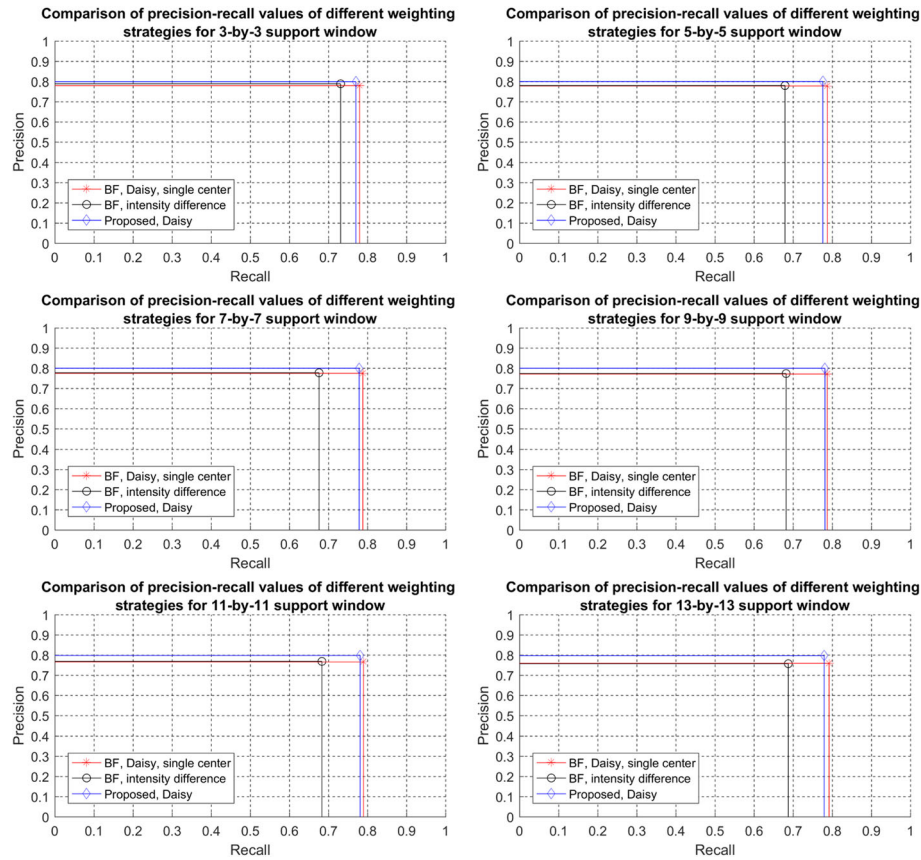 Comparison of precision-recall values of different weighting
strategies for 3-by-3 support window
1
0.9
0.8
0.7
0.6
0.5
0.4
0.3
0.2
0.1
0
Precision
BF, Daisy, single center
BF, intensity difference
Proposed, Daisy
0 0.1 0.2 0.3 0.4 0.5 0.6 0.7 0.8 0.9 1
Recall
Comparison of precision-recall values of different weighting
strategies for 5-by-5 support window
1
0.9
0.8
0.7
0.6
0.5
0.4
0.3
0.2
0.1
0
Precision
BF, Daisy, single center
BF, intensity difference
Proposed, Daisy
0 0.1 0.2 0.3 0.4 0.5 0.6 0.7 0.8 0.9 1
Recall
Comparison of precision-recall values of different weighting
strategies for 7-by-7 support window
1
0.9
0.8
0.7
0.6
0.5
0.4
0.3
0.2
0.1
0
Precision
BF, Daisy, single center
BF, intensity difference
Proposed, Daisy
0 0.1 0.2 0.3 0.4 0.5 0.6 0.7 0.8 0.9 1
Recall
Comparison of precision-recall values of different weighting
strategies for 9-by-9 support window
1
0.9
0.8
0.7
0.6
0.5
0.4
0.3
0.2
0.1
0
Precision
BF, Daisy, single center
BF, intensity difference
Proposed, Daisy
0 0.1 0.2 0.3 0.4 0.5 0.6 0.7 0.8 0.9 1
Recall
Comparison of precision-recall values of different weighting
strategies for 11-by-11 support window
1
0.9
0.8
0.7
0.6
0.5
0.4
0.3
0.2
0.1
0
Precision
BF, Daisy, single center
BF, intensity difference
Proposed, Daisy
0 0.1 0.2 0.3 0.4 0.5 0.6 0.7 0.8 0.9 1
Recall
Comparison of precision-recall values of different weighting
strategies for 13-by-13 support window
1
0.9
0.8
0.7
0.6
0.5
0.4
0.3
0.2
0.1
0
Precision
BF, Daisy, single center
BF, intensity difference
Proposed, Daisy
0 0.1 0.2 0.3 0.4 0.5 0.6 0.7 0.8 0.9 1
Recall